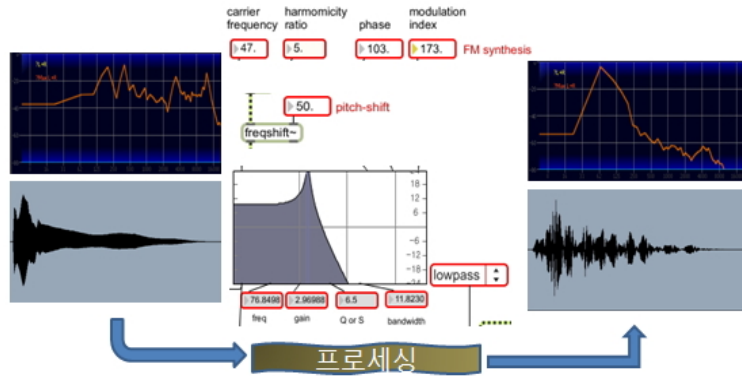 carrier frequency
harmomicity ratio
phase
modulation index
47.
5.
103.
173.
FM synthesis
50.
pitch-shift
freqshift~
18
12
6
-6
-12
-18
-24
lowpass
76.8498
2.96988
6.5
11.8230
freq
gain
Q or S
bandwidth
프로세싱